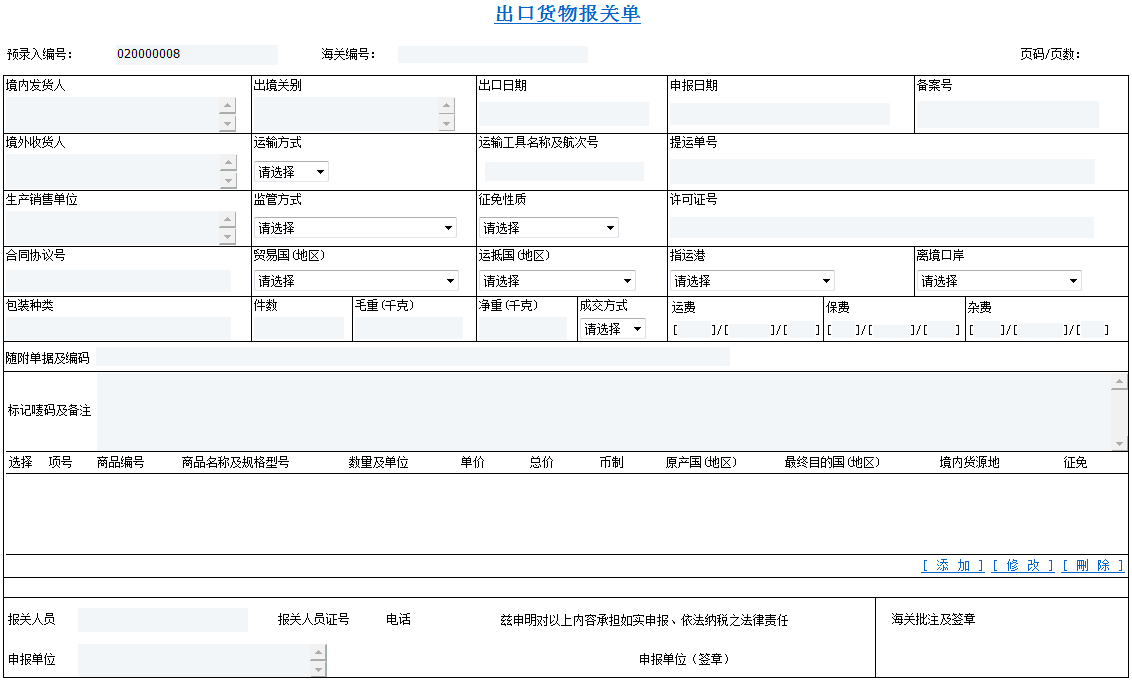 出口货物报关单
预录入编号： 020000008 海关编号： 页码/页数：
境内发货人 出境关别 出口日期 申报日期 备案号
境外收货人 运输方式 运输工具名称及航次号 提运单号
请选择
生产销售单位 监管方式 征免性质 许可证号
请选择 请选择
合同协议号 贸易国(地区) 运抵国(地区) 指运港 离境口岸
请选择 请选择 请选择 请选择
包装种类 件数 毛重(千克) 净重(千克) 成交方式 运费 保费 杂费
请选择 [ ]/[ ]/[ ] [ ]/[ ]/[ ] [ ]/[ ]/[ ]
随附单据及编码
标记唛码及备注
选择 项号 商品编号 商品名称及规格型号 数量及单位 单价 总价 币制 原产国(地区) 最终目的国(地区) 境内货源地 征免
[ 添 加 ] [ 修 改 ] [ 删 除 ]
报关人员 报关人员证号 电话 兹申明对以上内容承担如实申报、依法纳税之法律责任 海关批注及签章
申报单位 申报单位（签章）